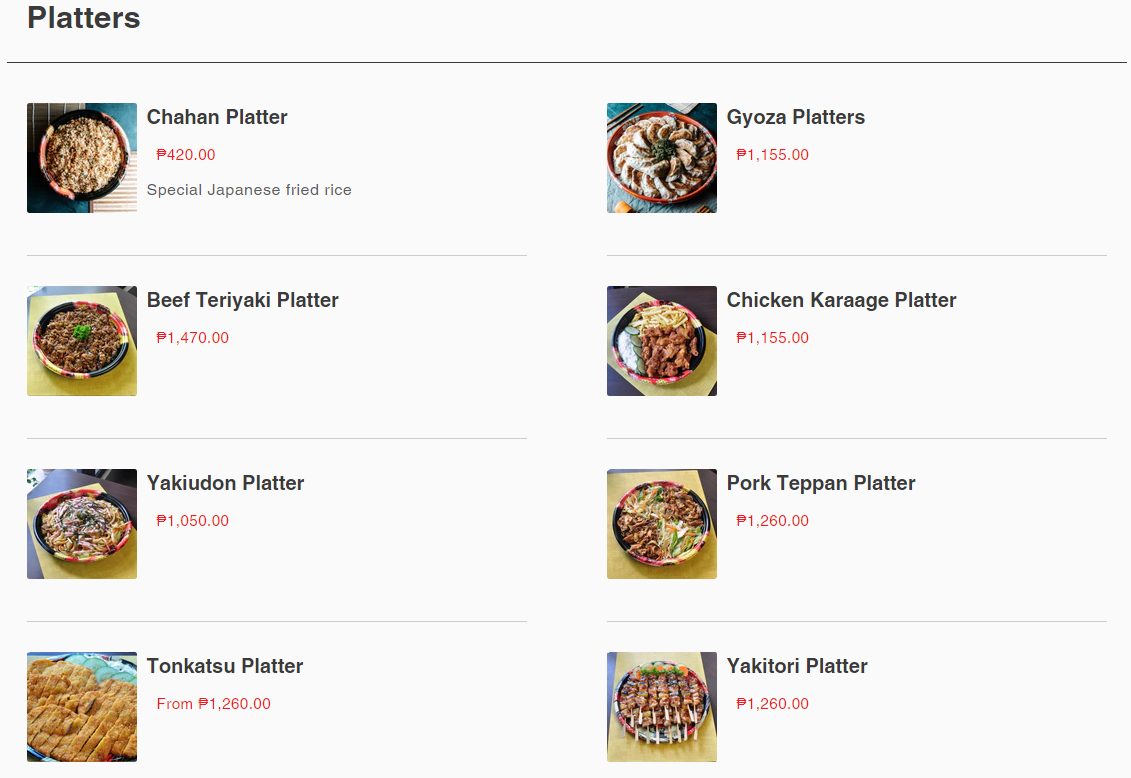 Platters
Chahan Platter
₱420.00
Special Japanese fried rice
Gyoza Platters
₱1,155.00
Beef Teriyaki Platter
₱1,470.00
Chicken Karaage Platter
₱1,155.00
Yakiudon Platter
₱1,050.00
Pork Teppan Platter
₱1,260.00
Tonkatsu Platter
From ₱1,260.00
Yakitori Platter
₱1,260.00